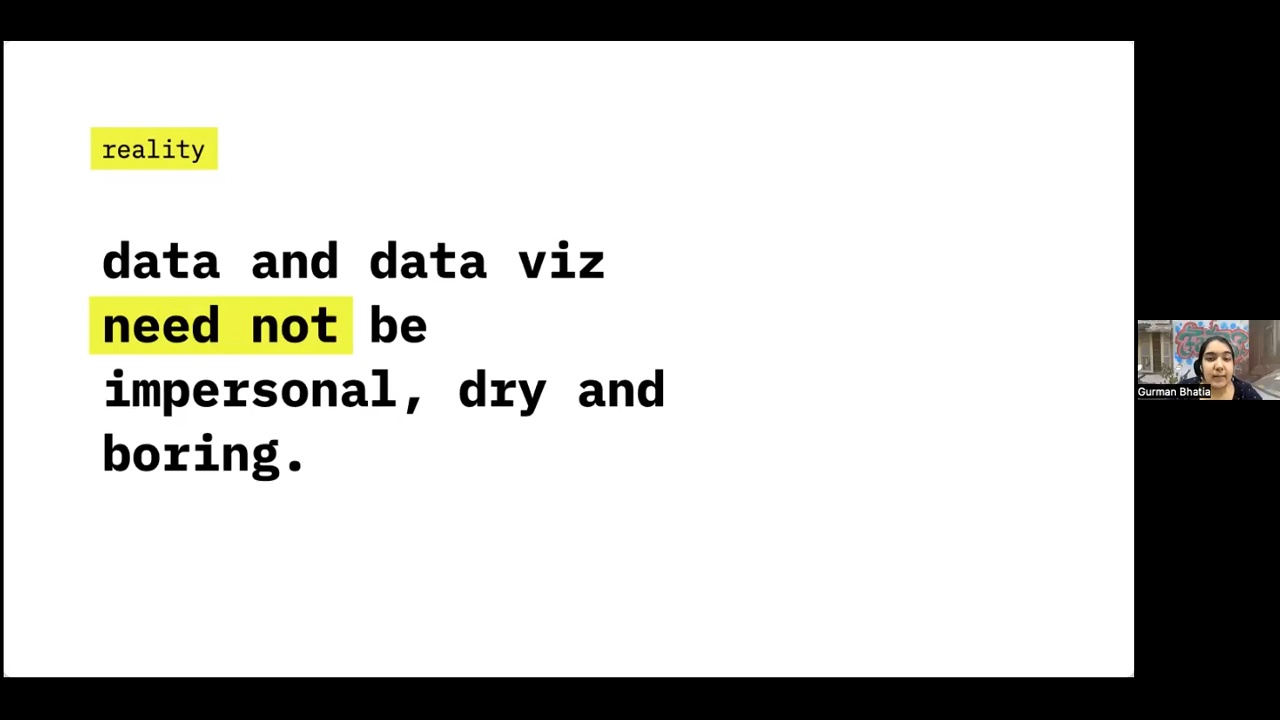 reality
data and data viz
need not be
impersonal, dry and
boring.
Gurman Bhatia